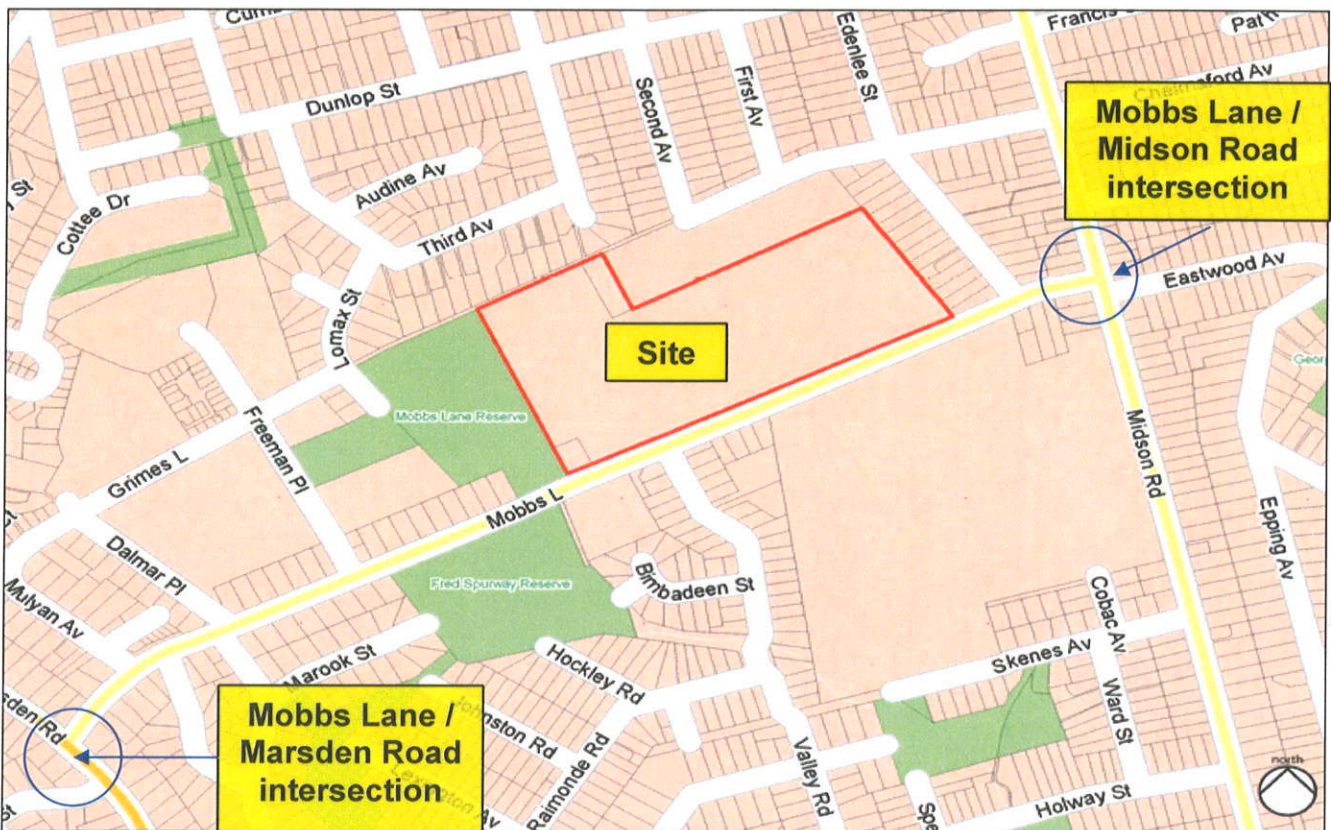 Dunlop St
Second Av
First Av
Edenlee St
Francis
Mobbs Lane /
Midson Road
intersection
Cottee Dr
Audine Av
Third Av
Lomax St
Eastwood Av
Site
Mobbs Lane Reserve
Freeman Pl
Grimes L
Mobbs L
Midson Rd
Epping Av
Dalmar Pl
Mulyan Av
Fred Spurway Reserve
Bimbadeen St
Cobac Av
Marook St
Hockley Rd
Skenes Av
Ward St
Mobbs Lane /
Marsden Road
intersection
Raimonde Rd
Valley Rd
Holway St
north